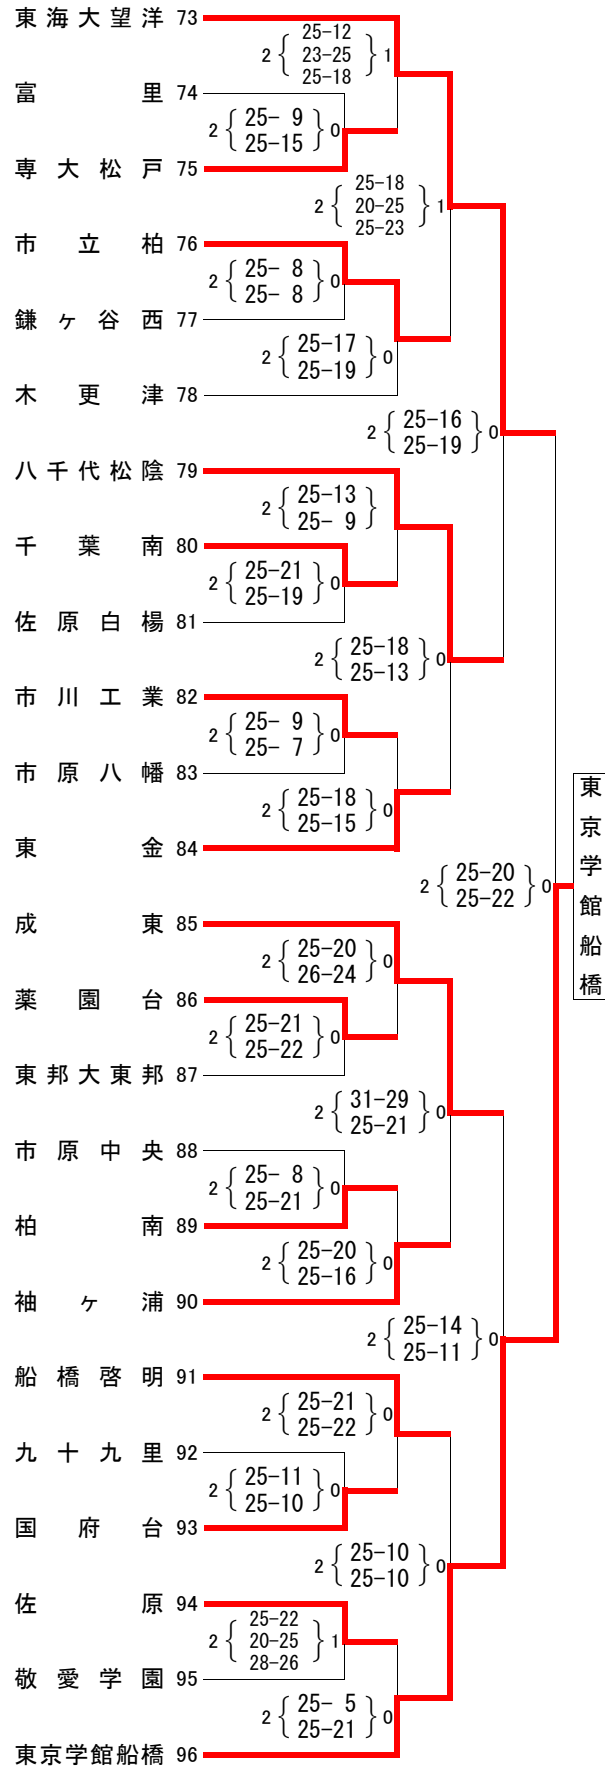 東海大望洋 73
2 25-12 1
23-25
25-18
富里 74
2 25- 9 0
25-15
専大松戸 75
2 25-18 1
20-25
25-23
市立柏 76
2 25- 8 0
25- 8
鎌ヶ谷西 77
2 25-17 0
25-19
木更津 78
2 25-16 0
25-19
八千代松陰 79
2 25-13
25- 9
千葉南 80
2 25-21 0
25-19
佐原白楊 81
2 25-18 0
25-13
市川工業 82
2 25- 9 0
25- 7
市原八幡 83
2 25-18 0
25-15
東金 84
2 25-20 0
25-22
東京学館船橋
成東 85
2 25-20 0
26-24
薬園台 86
2 25-21 0
25-22
東邦大東邦 87
2 31-29 0
25-21
市原中央 88
2 25- 8 0
25-21
柏南 89
2 25-20 0
25-16
袖ヶ浦 90
2 25-14 0
25-11
船橋啓明 91
2 25-21 0
25-22
九十九里 92
2 25-11 0
25-10
国府台 93
2 25-10 0
25-10
佐原 94
2 25-22 1
20-25
28-26
敬愛学園 95
2 25- 5 0
25-21
東京学館船橋 96